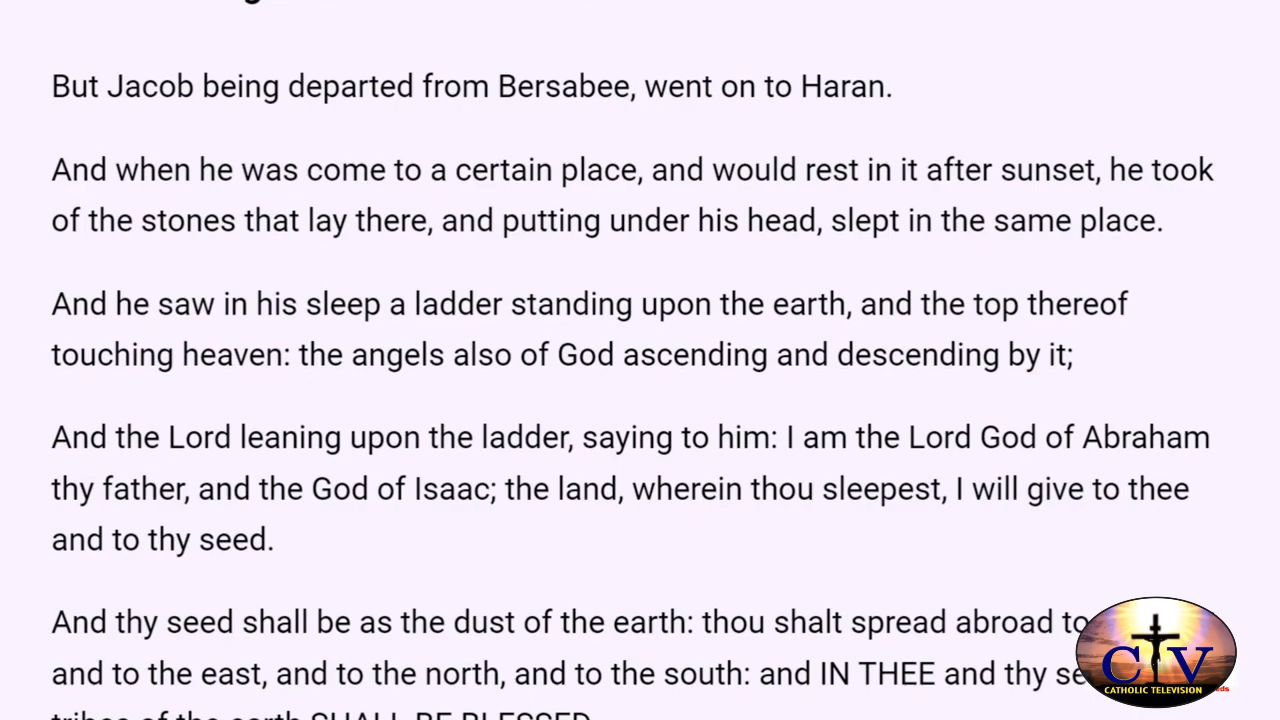 But Jacob being departed from Bersabee, went on to Haran.
And when he was come to a certain place, and would rest in it after sunset, he took
of the stones that lay there, and putting under his head, slept in the same place.
And he saw in his sleep a ladder standing upon the earth, and the top thereof
touching heaven: the angels also of God ascending and descending by it;
And the Lord leaning upon the ladder, saying to him: I am the Lord God of Abraham
thy father, and the God of Isaac; the land, wherein thou sleepest, I will give to thee
and to thy seed.
And thy seed shall be as the dust of the earth: thou shalt spread abroad to
and to the east, and to the north, and to the south: and IN THEE and thy
tribes of the earth SHALL BE BLESSED
CTV
CATHOLIC TELEVISION